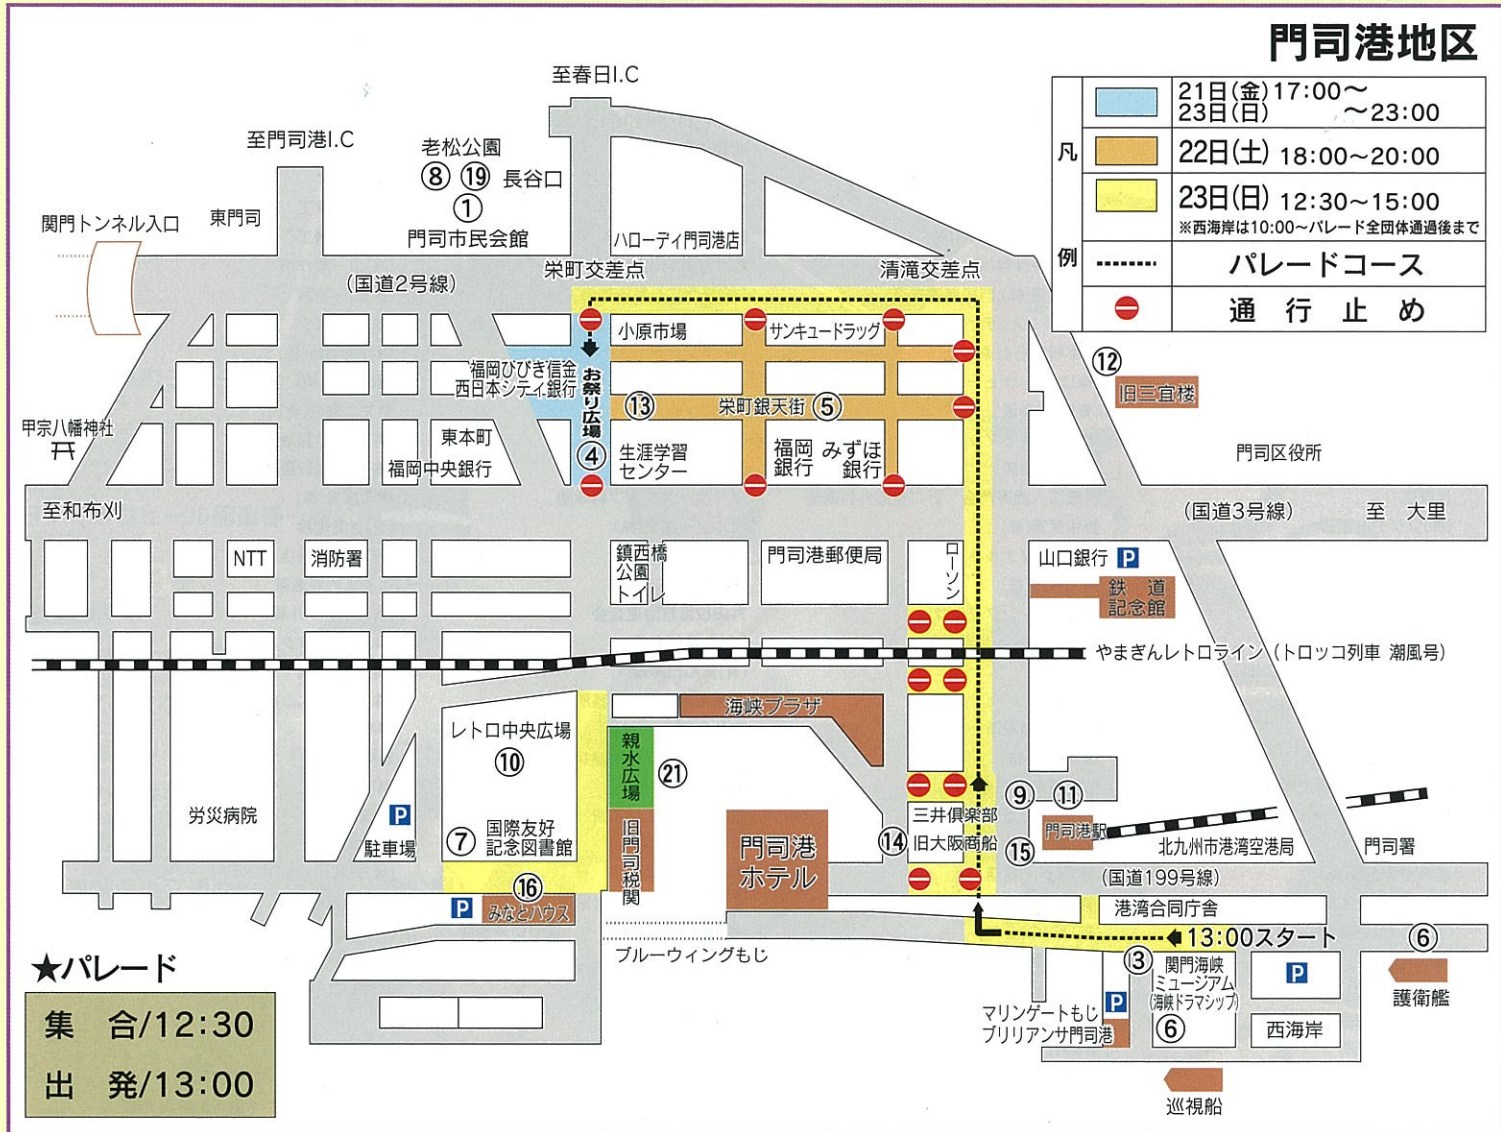 門司港地区
凡例
21日(金)17:00～
23日(日)　　～23:00
22日(土) 18:00～20:00
23日(日) 12:30～15:00
※西海岸は10:00～パレード全団体通過後まで
パレードコース
通行止め
至春日I.C
至門司港I.C
老松公園
⑧ ⑲ 長谷口
①
門司市民会館
関門トンネル入口
東門司
ハローデイ門司港店
(国道2号線)
栄町交差点
清滝交差点
小原市場
サンキュードラッグ
福岡ひびき信金
西日本シティ銀行
お祭り広場
④
⑬
栄町銀天街 ⑤
⑫
旧三宜楼
甲宗八幡神社
東本町
福岡中央銀行
生涯学習
センター
福岡
銀行
みずほ
銀行
門司区役所
至和布刈
(国道3号線)
至 大里
NTT
消防署
鎮西橋
公園
トイレ
門司港郵便局
ローソン
山口銀行 P
鉄道
記念館
やまぎんレトロライン（トロッコ列車 潮風号）
海峡プラザ
レトロ中央広場
⑩
親水広場
㉑
労災病院
P
駐車場
⑦
国際友好
記念図書館
旧門司税関
門司港
ホテル
三井倶楽部
⑭ 旧大阪商船
⑨ ⑪
⑮
門司港駅
北九州市港湾空港局
門司署
(国道199号線)
⑯
P みなとハウス
港湾合同庁舎
13:00スタート
⑥
ブルーウィングもじ
③
関門海峡
ミュージアム
(海峡ドラマシップ)
⑥
P
P
護衛艦
マリンゲートもじ
ブリリアンサ門司港
西海岸
巡視船
★パレード
集　合/12:30
出　発/13:00